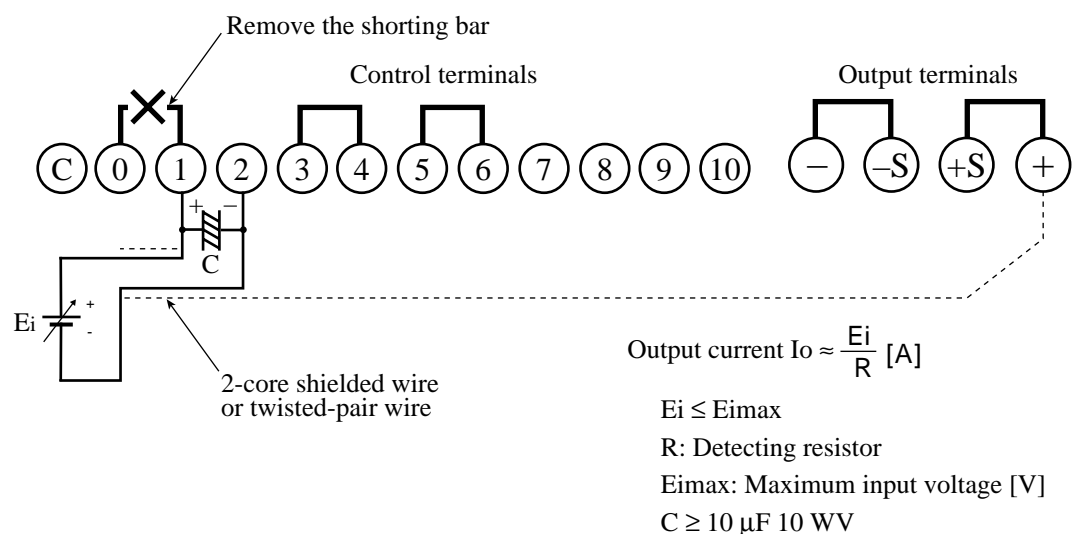 Remove the shorting bar
Control terminals
Output terminals
C 0 1 2 3 4 5 6 7 8 9 10 – –S +S +
+ –
C
Ei
+
-
2-core shielded wire
or twisted-pair wire
Output current Io ≈ Ei/R [A]
Ei ≤ Eimax
R: Detecting resistor
Eimax: Maximum input voltage [V]
C ≥ 10 μF 10 WV